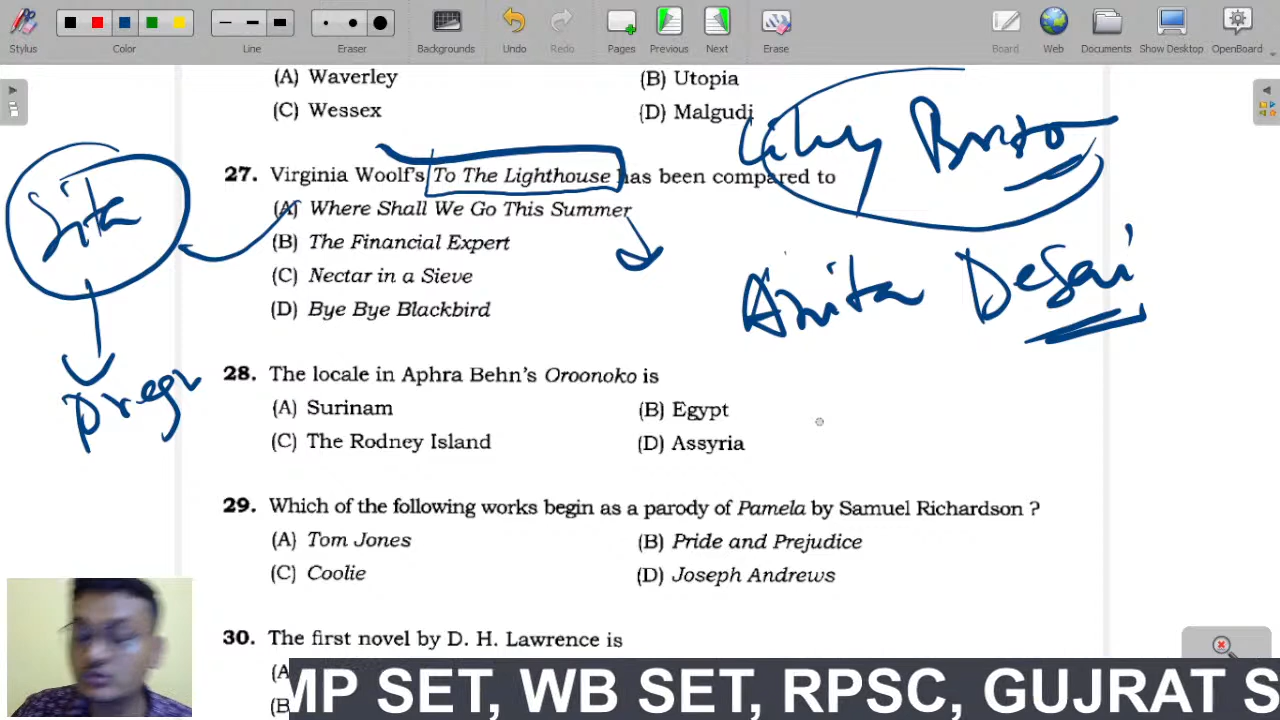 Stylus Color Line Eraser Backgrounds Undo Redo Pages Previous Next Erase Board Web Documents Show Desktop OpenBoard
(A) Waverley (B) Utopia
(C) Wessex (D) Malgudi
27. Virginia Woolf's To The Lighthouse has been compared to
(A) Where Shall We Go This Summer
(B) The Financial Expert
(C) Nectar in a Sieve
(D) Bye Bye Blackbird
Sita
Anita Desai
Pregn
28. The locale in Aphra Behn's Oroonoko is
(A) Surinam (B) Egypt
(C) The Rodney Island (D) Assyria
29. Which of the following works begin as a parody of Pamela by Samuel Richardson ?
(A) Tom Jones (B) Pride and Prejudice
(C) Coolie (D) Joseph Andrews
30. The first novel by D. H. Lawrence is
(A
(B
MP SET, WB SET, RPSC, GUJRAT S